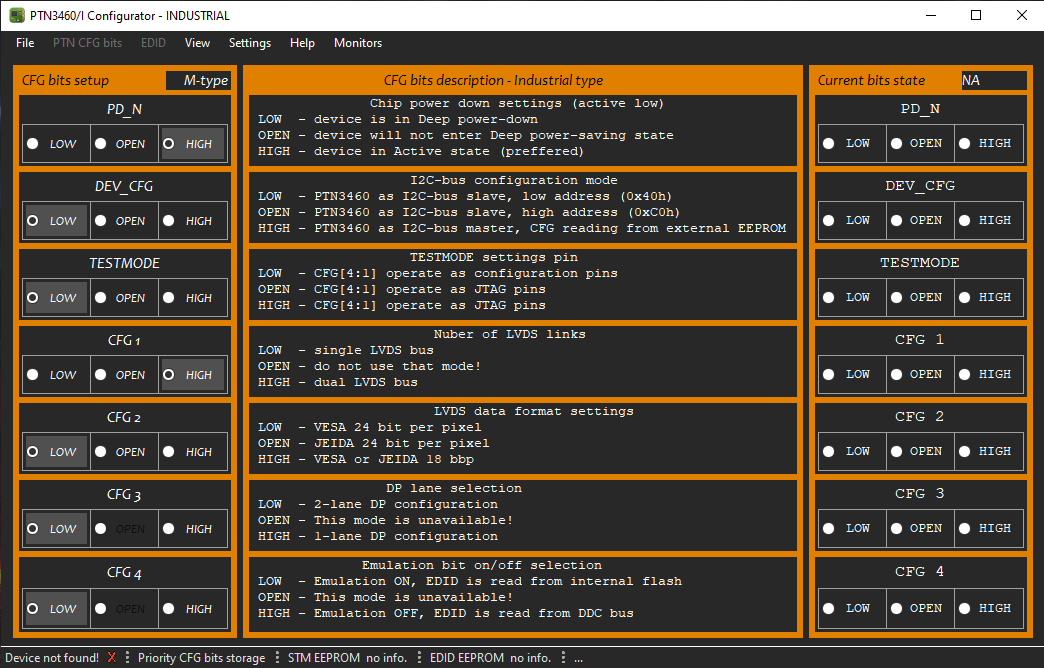 PTN3460/I Configurator - INDUSTRIAL
File PTN CFG bits EDID View Settings Help Monitors
CFG bits setup M-type
PD_N
LOW OPEN HIGH
DEV_CFG
LOW OPEN HIGH
TESTMODE
LOW OPEN HIGH
CFG 1
LOW OPEN HIGH
CFG 2
LOW OPEN HIGH
CFG 3
LOW OPEN HIGH
CFG 4
LOW OPEN HIGH
CFG bits description - Industrial type
Chip power down settings (active low)
LOW - device is in Deep power-down
OPEN - device will not enter Deep power-saving state
HIGH - device in Active state (preffered)
I2C-bus configuration mode
LOW - PTN3460 as I2C-bus slave, low address (0x40h)
OPEN - PTN3460 as I2C-bus slave, high address (0xC0h)
HIGH - PTN3460 as I2C-bus master, CFG reading from external EEPROM
TESTMODE settings pin
LOW - CFG[4:1] operate as configuration pins
OPEN - CFG[4:1] operate as JTAG pins
HIGH - CFG[4:1] operate as JTAG pins
Nuber of LVDS links
LOW - single LVDS bus
OPEN - do not use that mode!
HIGH - dual LVDS bus
LVDS data format settings
LOW - VESA 24 bit per pixel
OPEN - JEIDA 24 bit per pixel
HIGH - VESA or JEIDA 18 bbp
DP lane selection
LOW - 2-lane DP configuration
OPEN - This mode is unavailable!
HIGH - 1-lane DP configuration
Emulation bit on/off selection
LOW - Emulation ON, EDID is read from internal flash
OPEN - This mode is unavailable!
HIGH - Emulation OFF, EDID is read from DDC bus
Current bits state NA
PD_N
LOW OPEN HIGH
DEV_CFG
LOW OPEN HIGH
TESTMODE
LOW OPEN HIGH
CFG 1
LOW OPEN HIGH
CFG 2
LOW OPEN HIGH
CFG 3
LOW OPEN HIGH
CFG 4
LOW OPEN HIGH
Device not found! X Priority CFG bits storage STM EEPROM no info. EDID EEPROM no info. ...